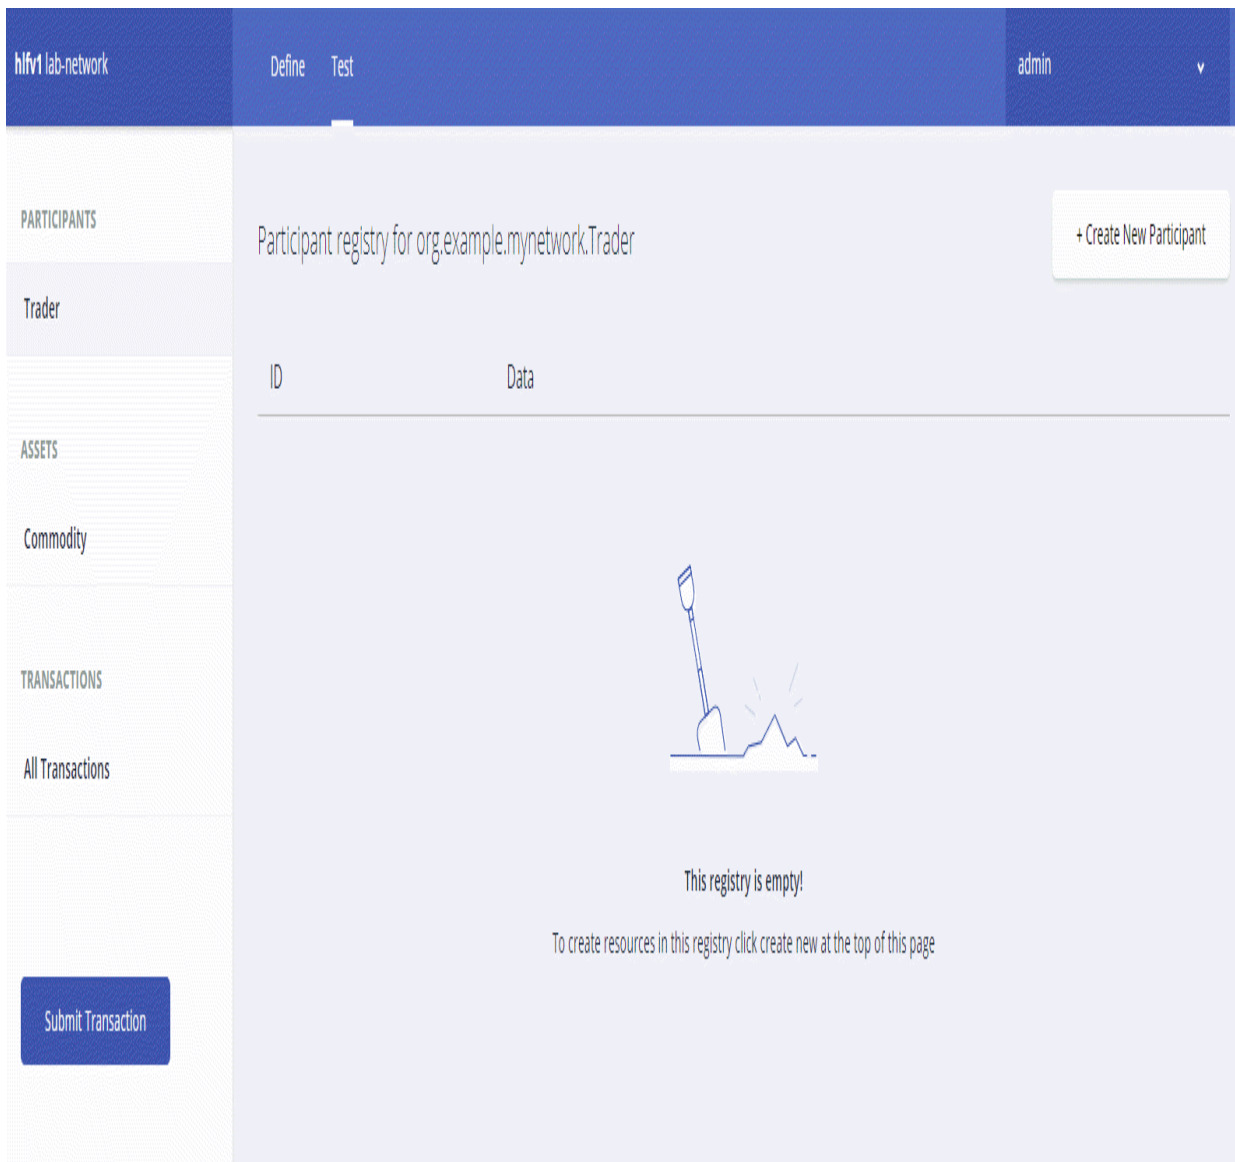 hlfv1 lab-network
Define Test
admin
PARTICIPANTS
Trader
ASSETS
Commodity
TRANSACTIONS
All Transactions
Submit Transaction
Participant registry for org.example.mynetwork.Trader
+ Create New Participant
ID Data
This registry is empty!
To create resources in this registry click create new at the top of this page